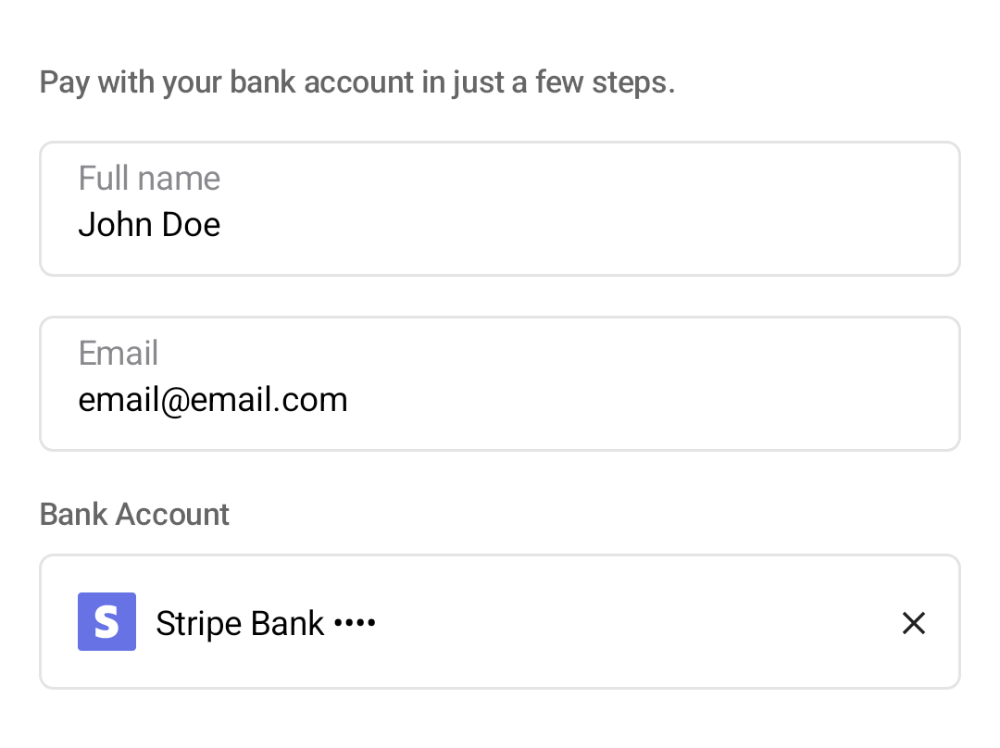 Pay with your bank account in just a few steps.
Full name
John Doe
Email
email@email.com
Bank Account
S Stripe Bank ••••